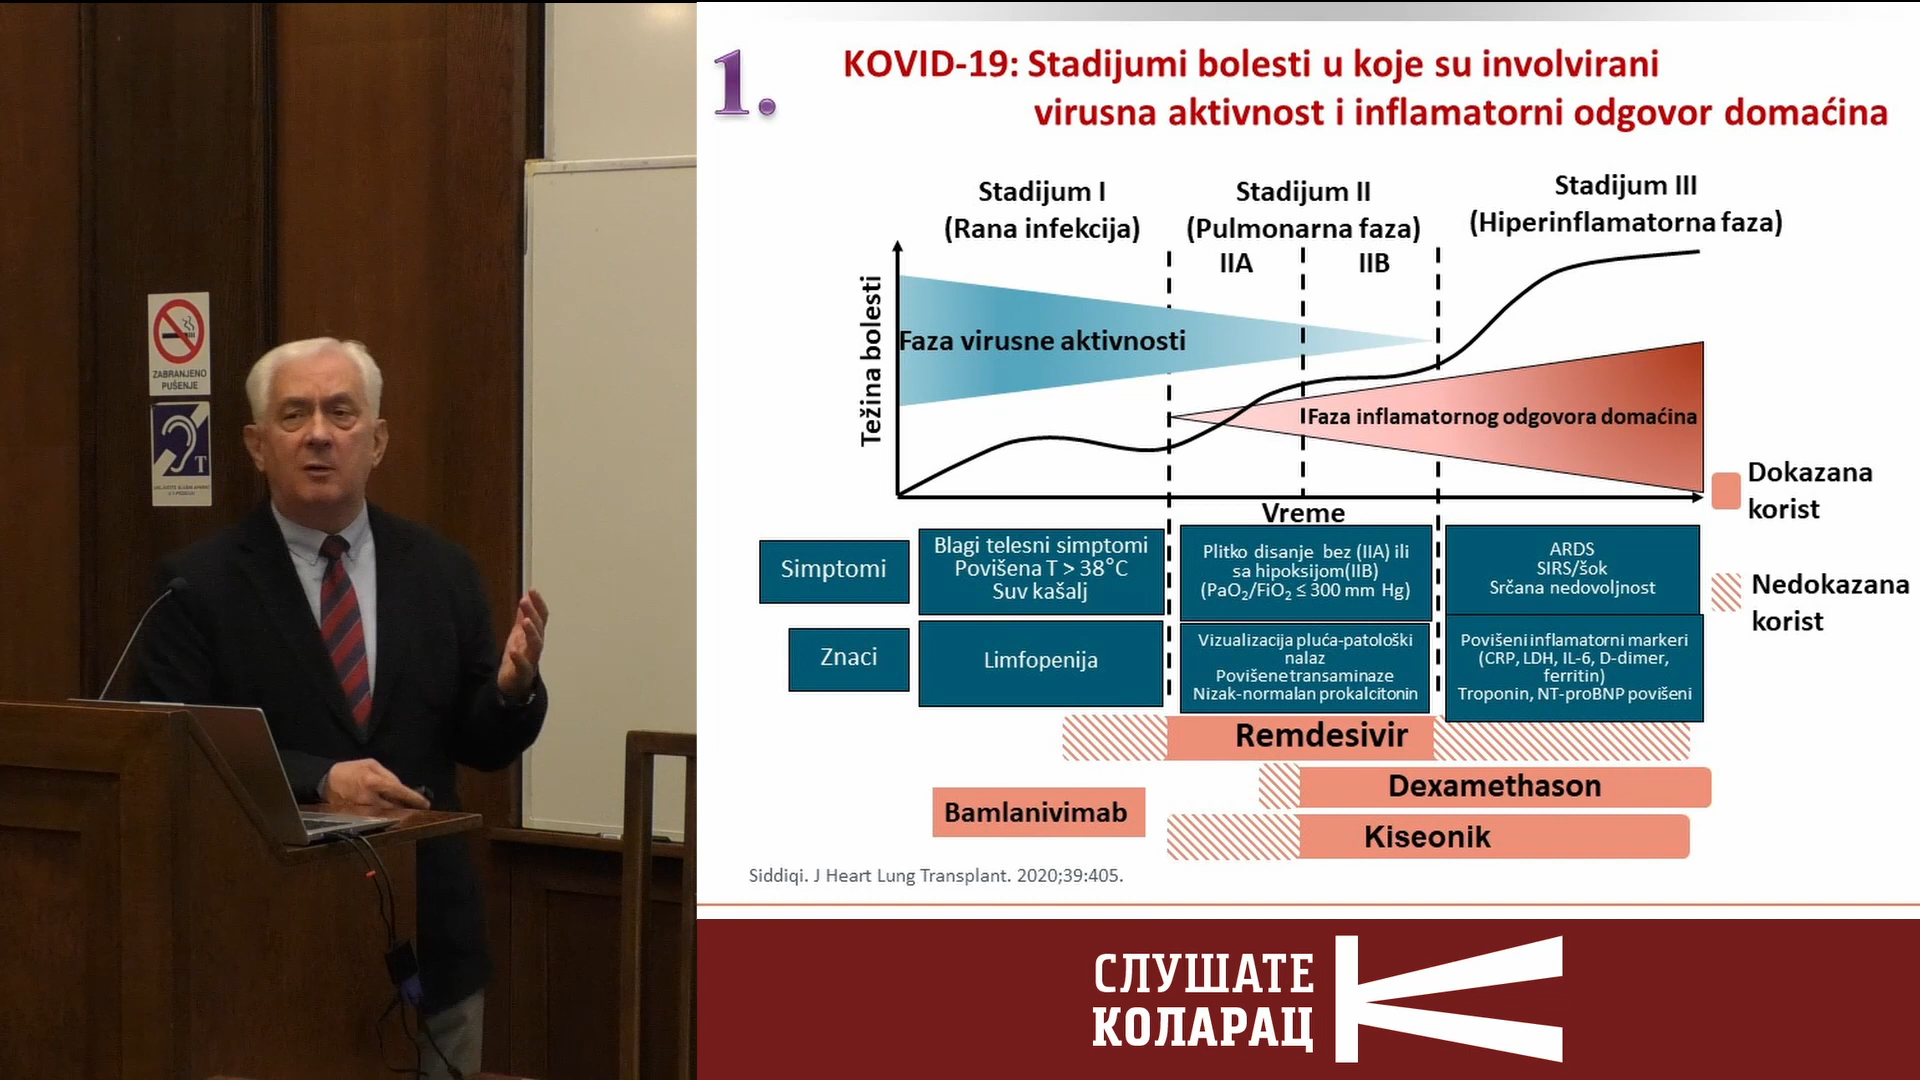 ZABRANJENO
PUŠENJE
T
1.
KOVID-19: Stadijumi bolesti u koje su involvirani
virusna aktivnost i inflamatorni odgovor domaćina
Stadijum I
(Rana infekcija)
Stadijum II
(Pulmonarna faza)
IIA
IIB
Stadijum III
(Hiperinflamatorna faza)
Težina bolesti
Faza virusne aktivnosti
Faza inflamatornog odgovora domaćina
Vreme
Dokazana
korist
Nedokazana
korist
Simptomi
Blagi telesni simptomi
Povišena T > 38°C
Suv kašalj
Plitko disanje bez (IIA) ili
sa hipoksijom(IIB)
(PaO₂/FiO₂ ≤ 300 mm Hg)
ARDS
SIRS/šok
Srčana nedovoljnost
Znaci
Limfopenija
Vizualizacija pluća-patološki
nalaz
Povišene transaminaze
Nizak-normalan prokalcitonin
Povišeni inflamatorni markeri
(CRP, LDH, IL-6, D-dimer,
ferritin)
Troponin, NT-proBNP povišeni
Remdesivir
Dexamethason
Bamlanivimab
Kiseonik
Siddiqi. J Heart Lung Transplant. 2020;39:405.
СЛУШАТЕ
КОЛАРАЦ